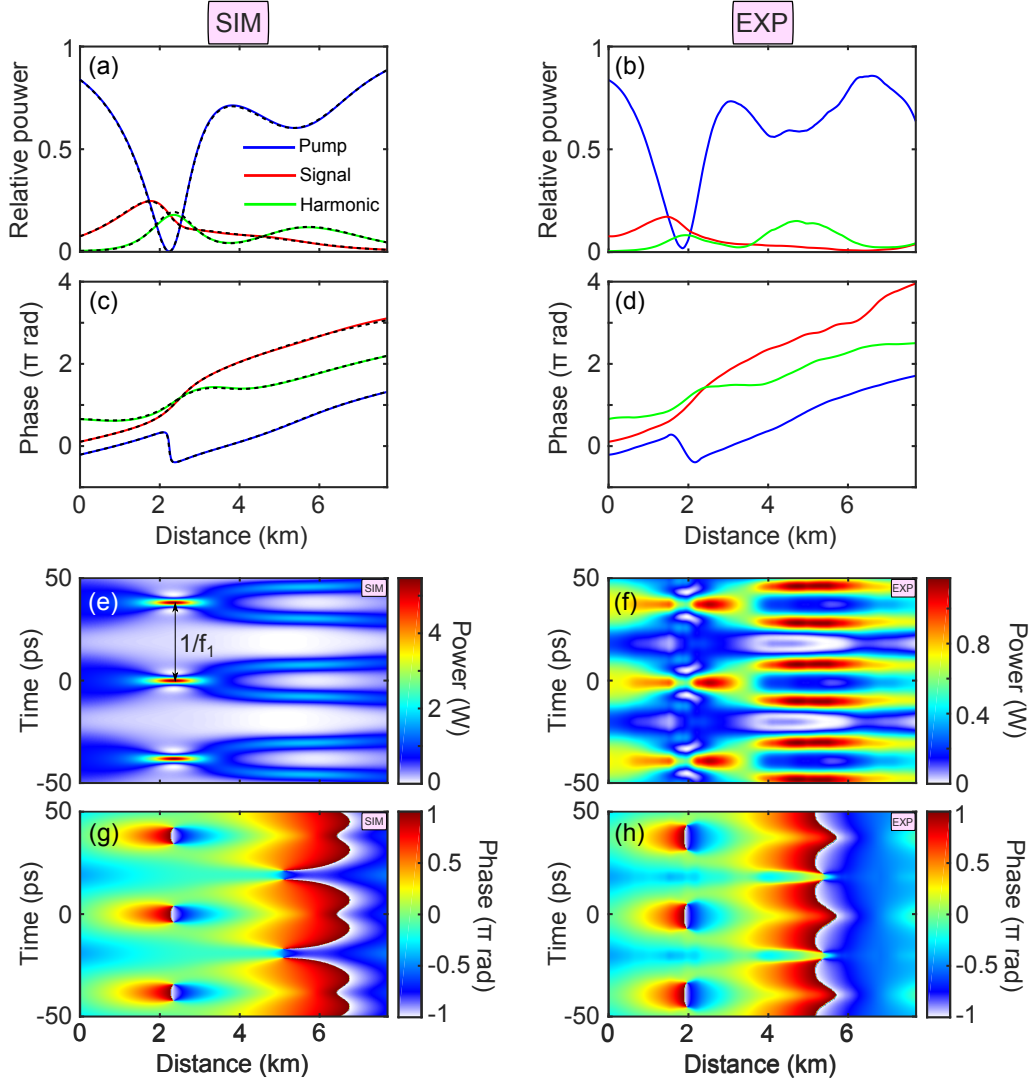 SIM
EXP
(a)
(b)
Relative pouwer
Relative pouwer
1
0.5
0
1
0.5
0
Pump
Signal
Harmonic
(c)
(d)
Phase (π rad)
Phase (π rad)
4
2
0
4
2
0
0 2 4 6
0 2 4 6
Distance (km)
Distance (km)
(e)
SIM
1/f1
Time (ps)
50
0
-50
Power (W)
4
2
0
(f)
EXP
Time (ps)
50
0
-50
Power (W)
0.8
0.4
0
(g)
SIM
Time (ps)
50
0
-50
0 2 4 6
Distance (km)
Phase (π rad)
1
0.5
0
-0.5
-1
(h)
EXP
Time (ps)
50
0
-50
0 2 4 6
Distance (km)
Phase (π rad)
1
0.5
0
-0.5
-1